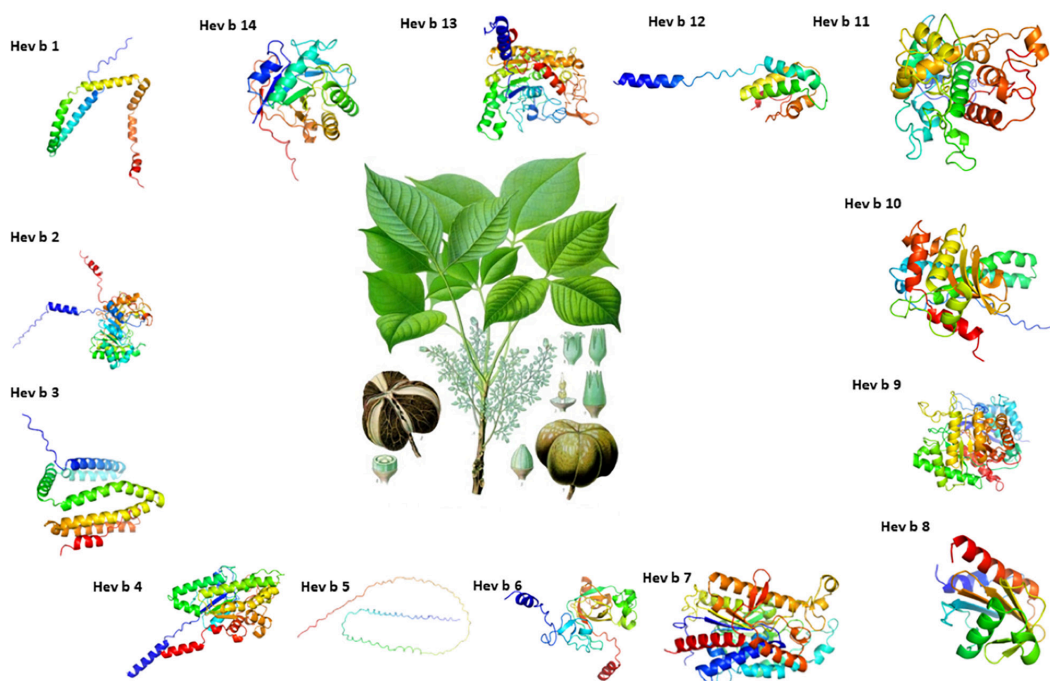 Hev b 1
Hev b 14
Hev b 13
Hev b 12
Hev b 11
Hev b 2
Hev b 10
Hev b 3
Hev b 9
Hev b 4
Hev b 5
Hev b 6
Hev b 7
Hev b 8